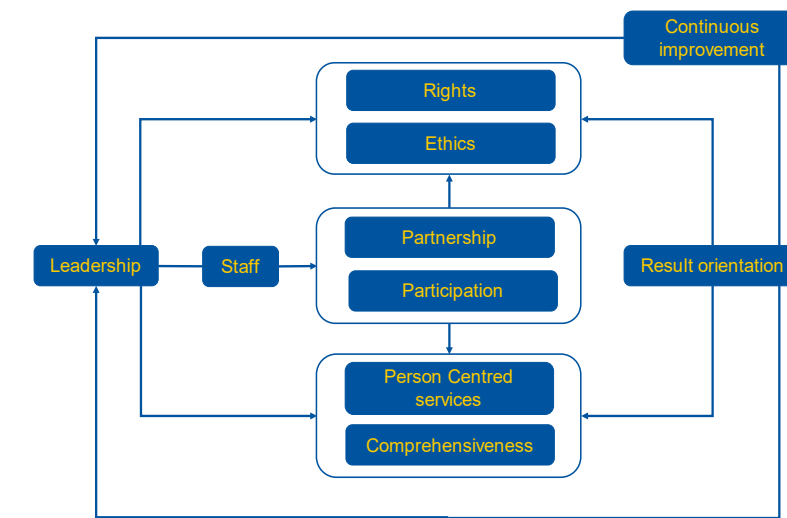 Continuous
improvement
Rights
Ethics
Partnership
Leadership
Staff
Result orientation
Participation
Person Centred
services
Comprehensiveness